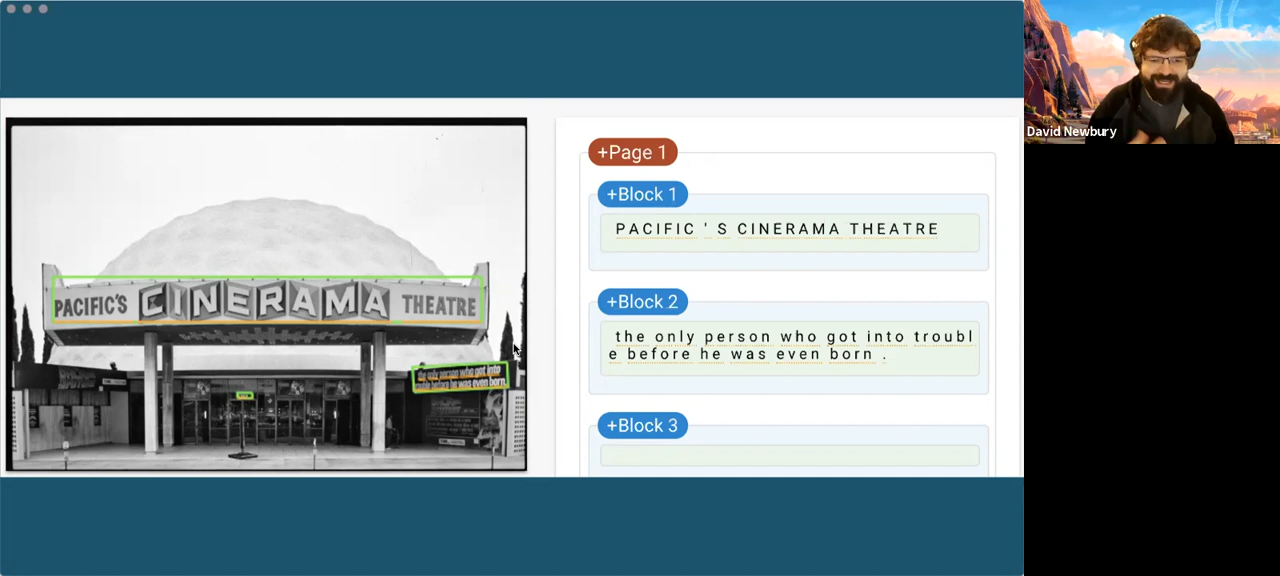 PACIFIC'S CINERAMA THEATRE
the only person who got into
trouble before he was even born.
+Page 1
+Block 1
PACIFIC ' S CINERAMA THEATRE
+Block 2
the only person who got into troubl
e before he was even born .
+Block 3
David Newbury